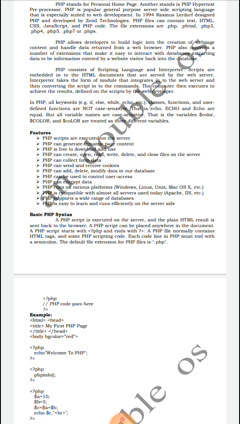 PHP stands for Personal Home Page. Another stands is PHP Hypertext
Pre-processor. PHP is popular general purpose server side scripting language
that is especially suited to web development. In 1994 Rasmus Lerdorf designed
PHP and developed by Zend Technologies. PHP files can contain text, HTML,
CSS, JavaScript, and PHP code. The file extensions are .php, .phtml, .php3,
.php4, .php5, .php7 or .phps.
PHP allows developers to build logic into the creation of webpage
content and handle data returned from a web browser. PHP also contains a
number of extensions that make it easy to interact with databases, extracting
data to be information entered by a website visitor back into the database.
PHP consists of Scripting Language and Interpreter. Scripts are
embedded in to the HTML documents that are served by the web server.
Interpreter takes the form of module that integrates in to the web server and
then converting the script in to the commands. The computer then executes to
achieve the results, defined on the scripts by the web developer.
In PHP, all keywords (e.g. if, else, while, echo, etc.), classes, functions, and user-
defined functions are NOT case-sensitive. That is echo, ECHO and Echo are
equal. But all variable names are case-sensitive. That is the variables $color,
$COLOR, and $coLOR are treated as three different variables.
Features
➢ PHP scripts are executed on the server
➢ PHP can generate dynamic page content
➢ PHP is free to download and use
➢ PHP can create, open, read, write, delete, and close files on the server
➢ PHP can collect form data
➢ PHP can send and receive cookies
➢ PHP can add, delete, modify data in our database
➢ PHP can be used to control user-access
➢ PHP can encrypt data
➢ PHP runs on various platforms (Windows, Linux, Unix, Mac OS X, etc.)
➢ PHP is compatible with almost all servers used today (Apache, IIS, etc.)
➢ PHP supports a wide range of databases
➢ PHP is easy to learn and runs efficiently on the server side
Basic PHP Syntax
A PHP script is executed on the server, and the plain HTML result is
sent back to the browser. A PHP script can be placed anywhere in the document.
A PHP script starts with <?php and ends with ?>: A PHP file normally contains
HTML tags, and some PHP scripting code. Each code line in PHP must end with
a semicolon. The default file extension for PHP files is ".php".
<?php
// PHP code goes here
?>
Example:
<html> <head>
<title> My First PHP Page
</title> </head>
<body bgcolor="red">
<?php
echo"Welcome To PHP";
?>
<?php
phpinfo();
?>
<?php
$a=10;
$b=5;
$c=$a+$b;
echo $c,"<br>";
?>